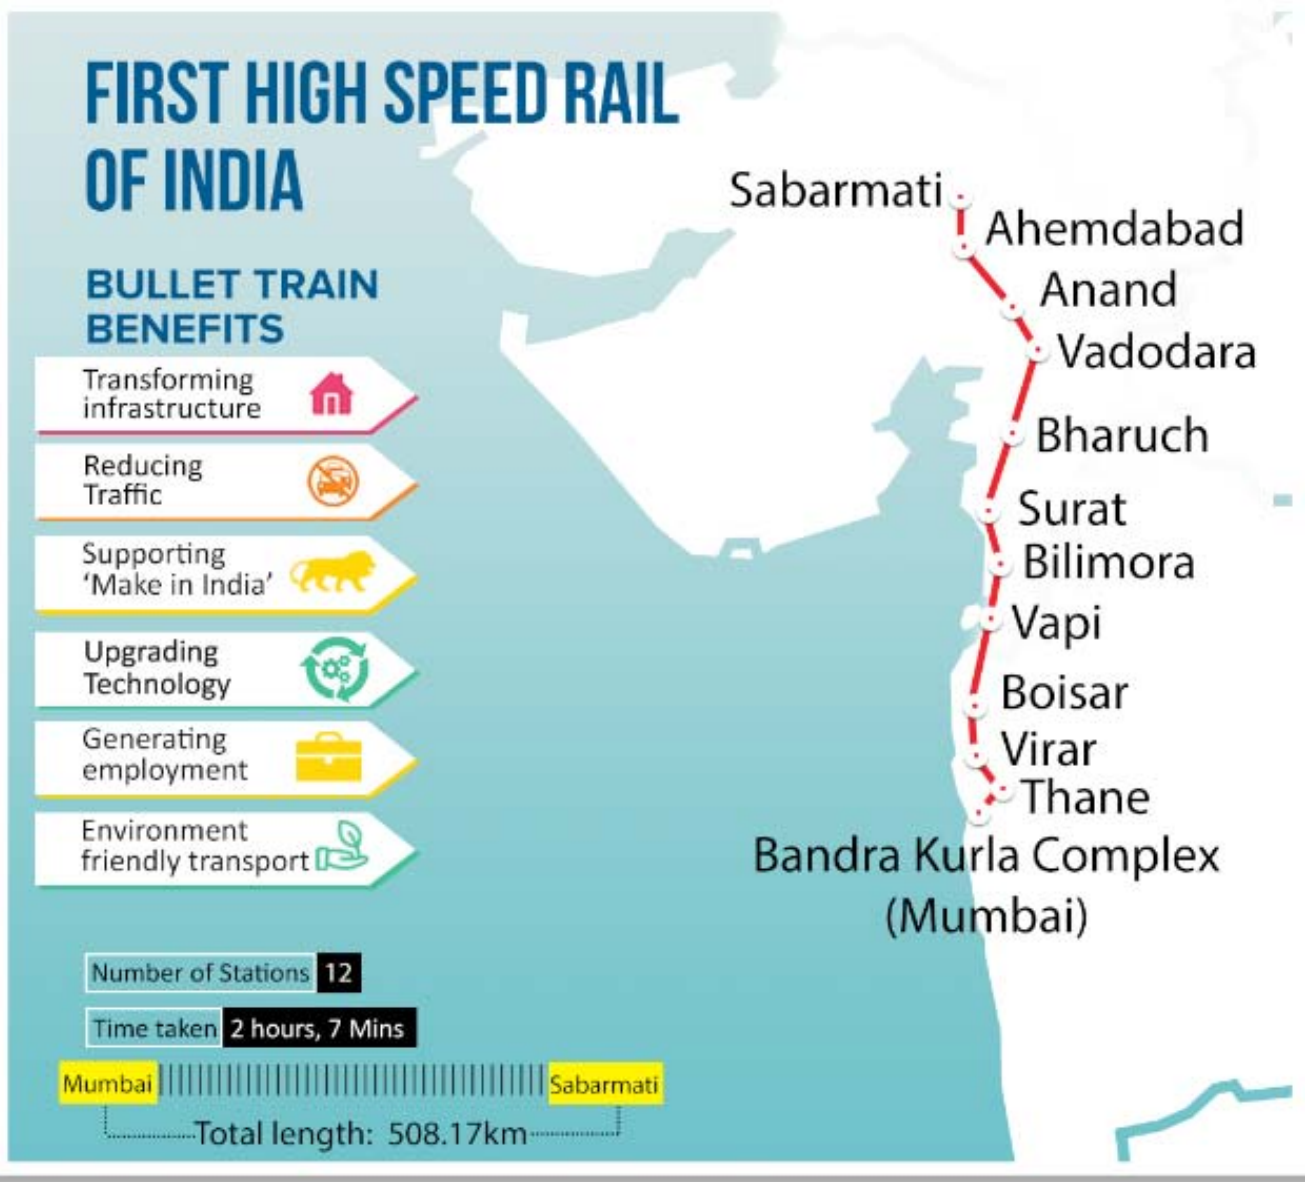 FIRST HIGH SPEED RAIL
OF INDIA
BULLET TRAIN
BENEFITS
Transforming
infrastructure
Reducing
Traffic
Supporting
‘Make in India’
Upgrading
Technology
Generating
employment
Environment
friendly transport
Number of Stations 12
Time taken 2 hours, 7 Mins
Mumbai Sabarmati
Total length: 508.17km
Sabarmati
Ahemdabad
Anand
Vadodara
Bharuch
Surat
Bilimora
Vapi
Boisar
Virar
Thane
Bandra Kurla Complex
(Mumbai)